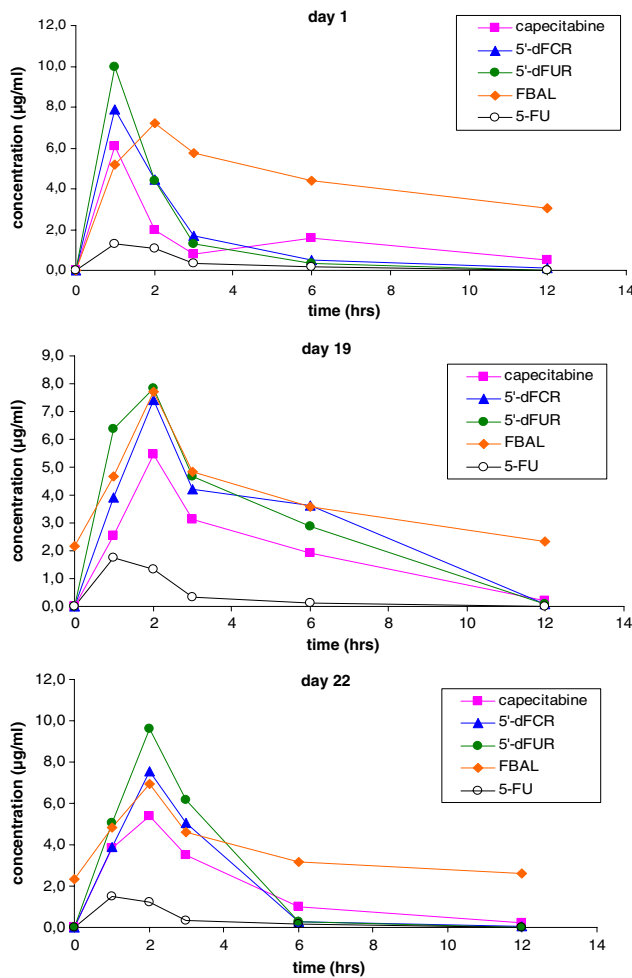 day 1
concentration (µg/ml)
12,0
10,0
8,0
6,0
4,0
2,0
0,0
0 2 4 6 8 10 12 14
time (hrs)
capecitabine
5'-dFCR
5'-dFUR
FBAL
5-FU
day 19
concentration (µg/ml)
9,0
8,0
7,0
6,0
5,0
4,0
3,0
2,0
1,0
0,0
0 2 4 6 8 10 12 14
time (hrs)
capecitabine
5'-dFCR
5'-dFUR
FBAL
5-FU
day 22
concentration (µg/ml)
12,0
10,0
8,0
6,0
4,0
2,0
0,0
0 2 4 6 8 10 12 14
time (hrs)
capecitabine
5'-dFCR
5'-dFUR
FBAL
5-FU